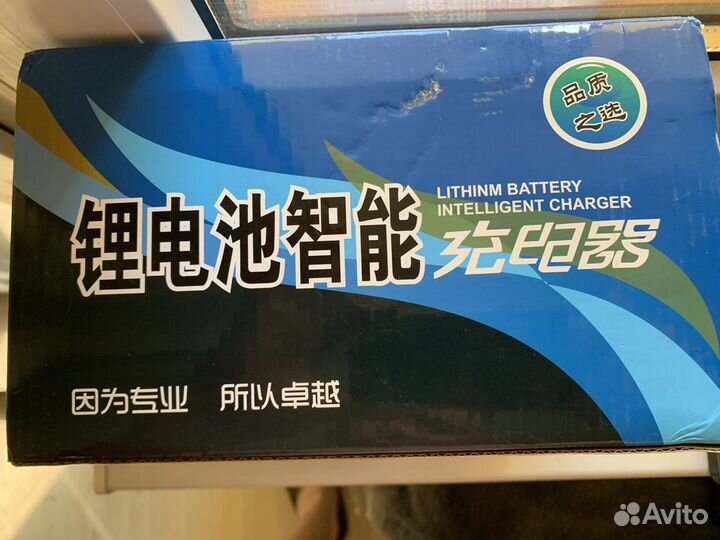 品质
之选
LITHINM BATTERY
INTELLIGENT CHARGER
锂电池智能充电器
因为专业 所以卓越
Avito